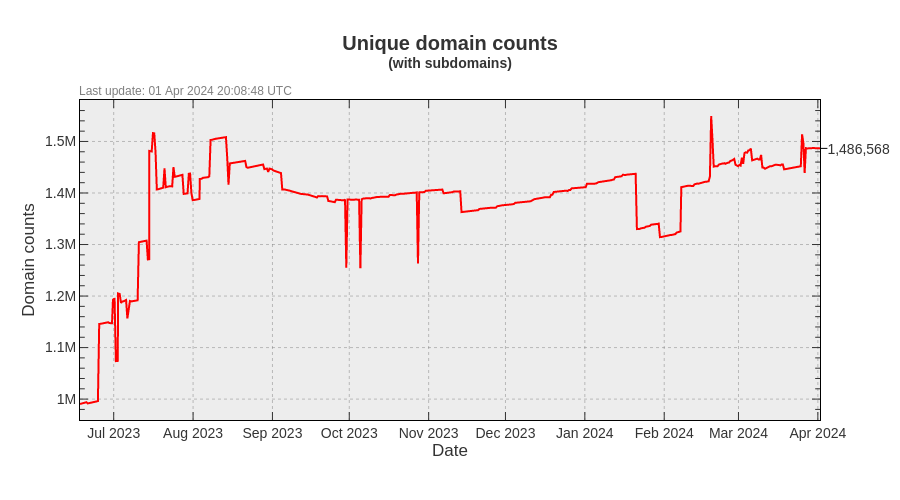 Unique domain counts
(with subdomains)
Last update: 01 Apr 2024 20:08:48 UTC
1.5M
1.4M
1.3M
1.2M
1.1M
1M
Domain counts
1,486,568
Jul 2023 Aug 2023 Sep 2023 Oct 2023 Nov 2023 Dec 2023 Jan 2024 Feb 2024 Mar 2024 Apr 2024
Date